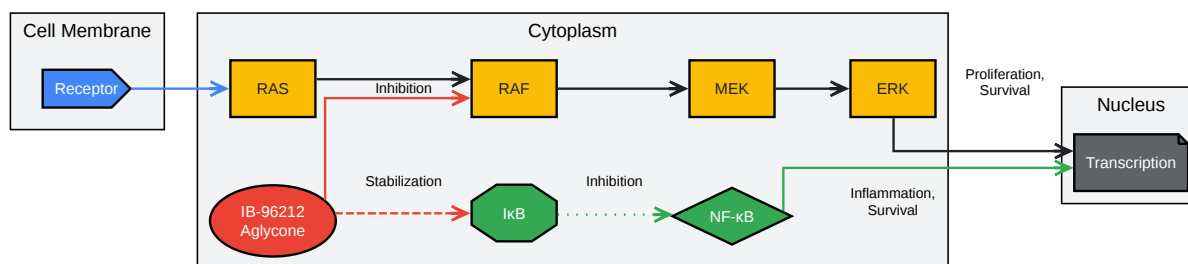 Cell Membrane
Cytoplasm
Receptor
RAS
Inhibition
RAF
MEK
ERK
Proliferation,
Survival
Nucleus
Transcription
IB-96212
Aglycone
Stabilization
IκB
Inhibition
NF-κB
Inflammation,
Survival